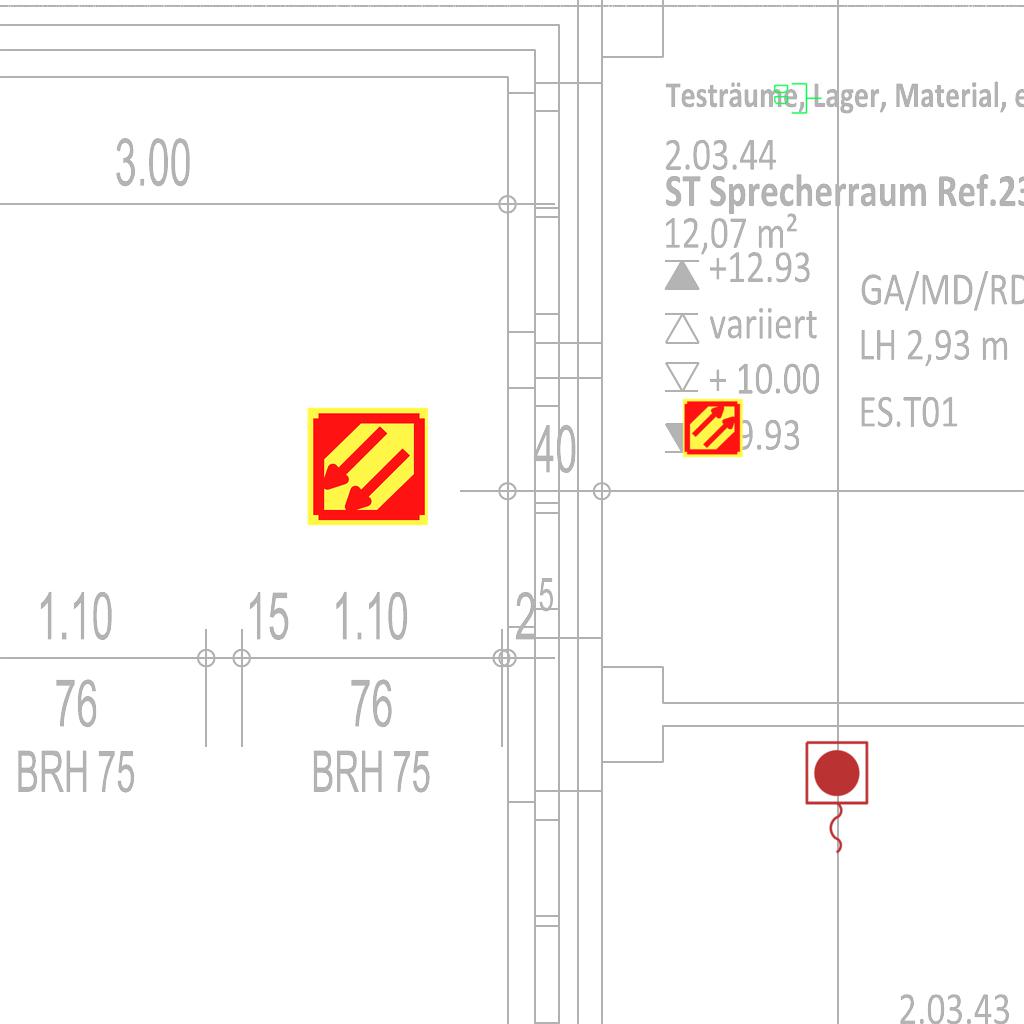 Testräume, Lager, Material,
3.00
2.03.44
ST Sprecherraum
12,07 m²
+12.93
variiert
+ 10.00
9.93
GA/MD/RD
LH 2,93 m
ES.T01
40
1.10
15
1.10
2⁵
76
76
BRH 75
BRH 75
2.03.43